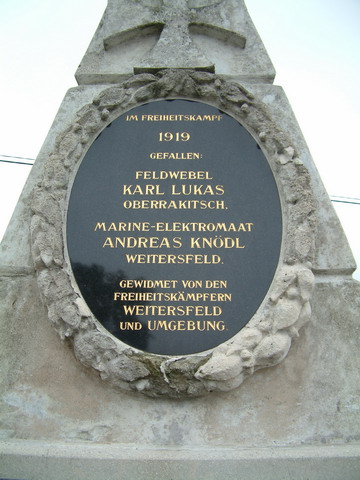 IM FREIHEITSKAMPF
1919
GEFALLEN:
FELDWEBEL
KARL LUKAS
OBERRAKITSCH,
MARINE-ELEKTROMAAT
ANDREAS KNÖDL
WEITERSFELD.
GEWIDMET VON DEN
FREIHEITSKÄMPFERN
WEITERSFELD
UND UMGEBUNG.